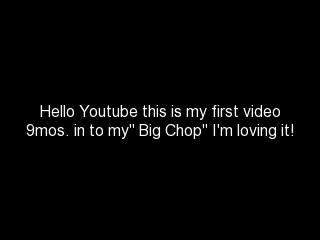 Hello Youtube this is my first video
9mos. in to my" Big Chop" I'm loving it!